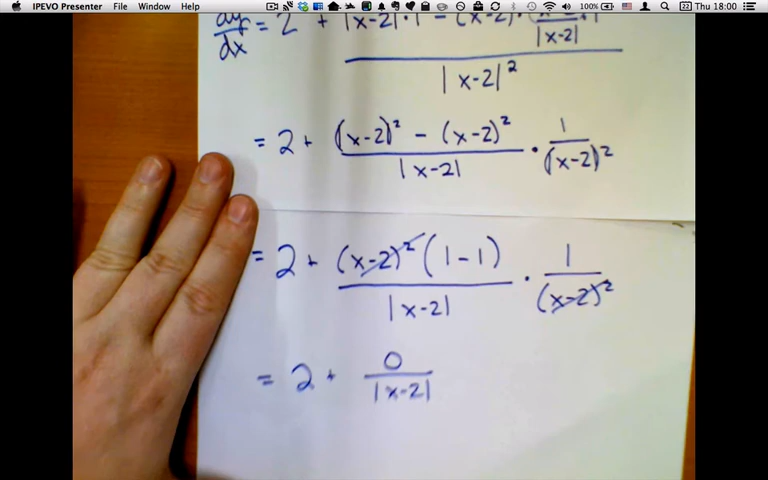 IPEVO Presenter File Window Help 100% 22 Thu 18:00
dy/dx = 2 + |x-2|·1 - (x-2)·
|x-2|
|x-2|²
= 2 + ((x-2)² - (x-2)²)/|x-2| · 1/(x-2)²
= 2 + (x-2)²(1-1)/|x-2| · 1/(x-2)²
= 2 + 0/|x-2|